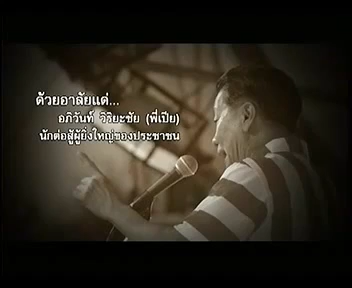 ด้วยอาลัยแด่...
อภิวันท์ วิริยะชัย (พี่เปีย)
นักต่อสู้ผู้ยิ่งใหญ่ของประชาชน